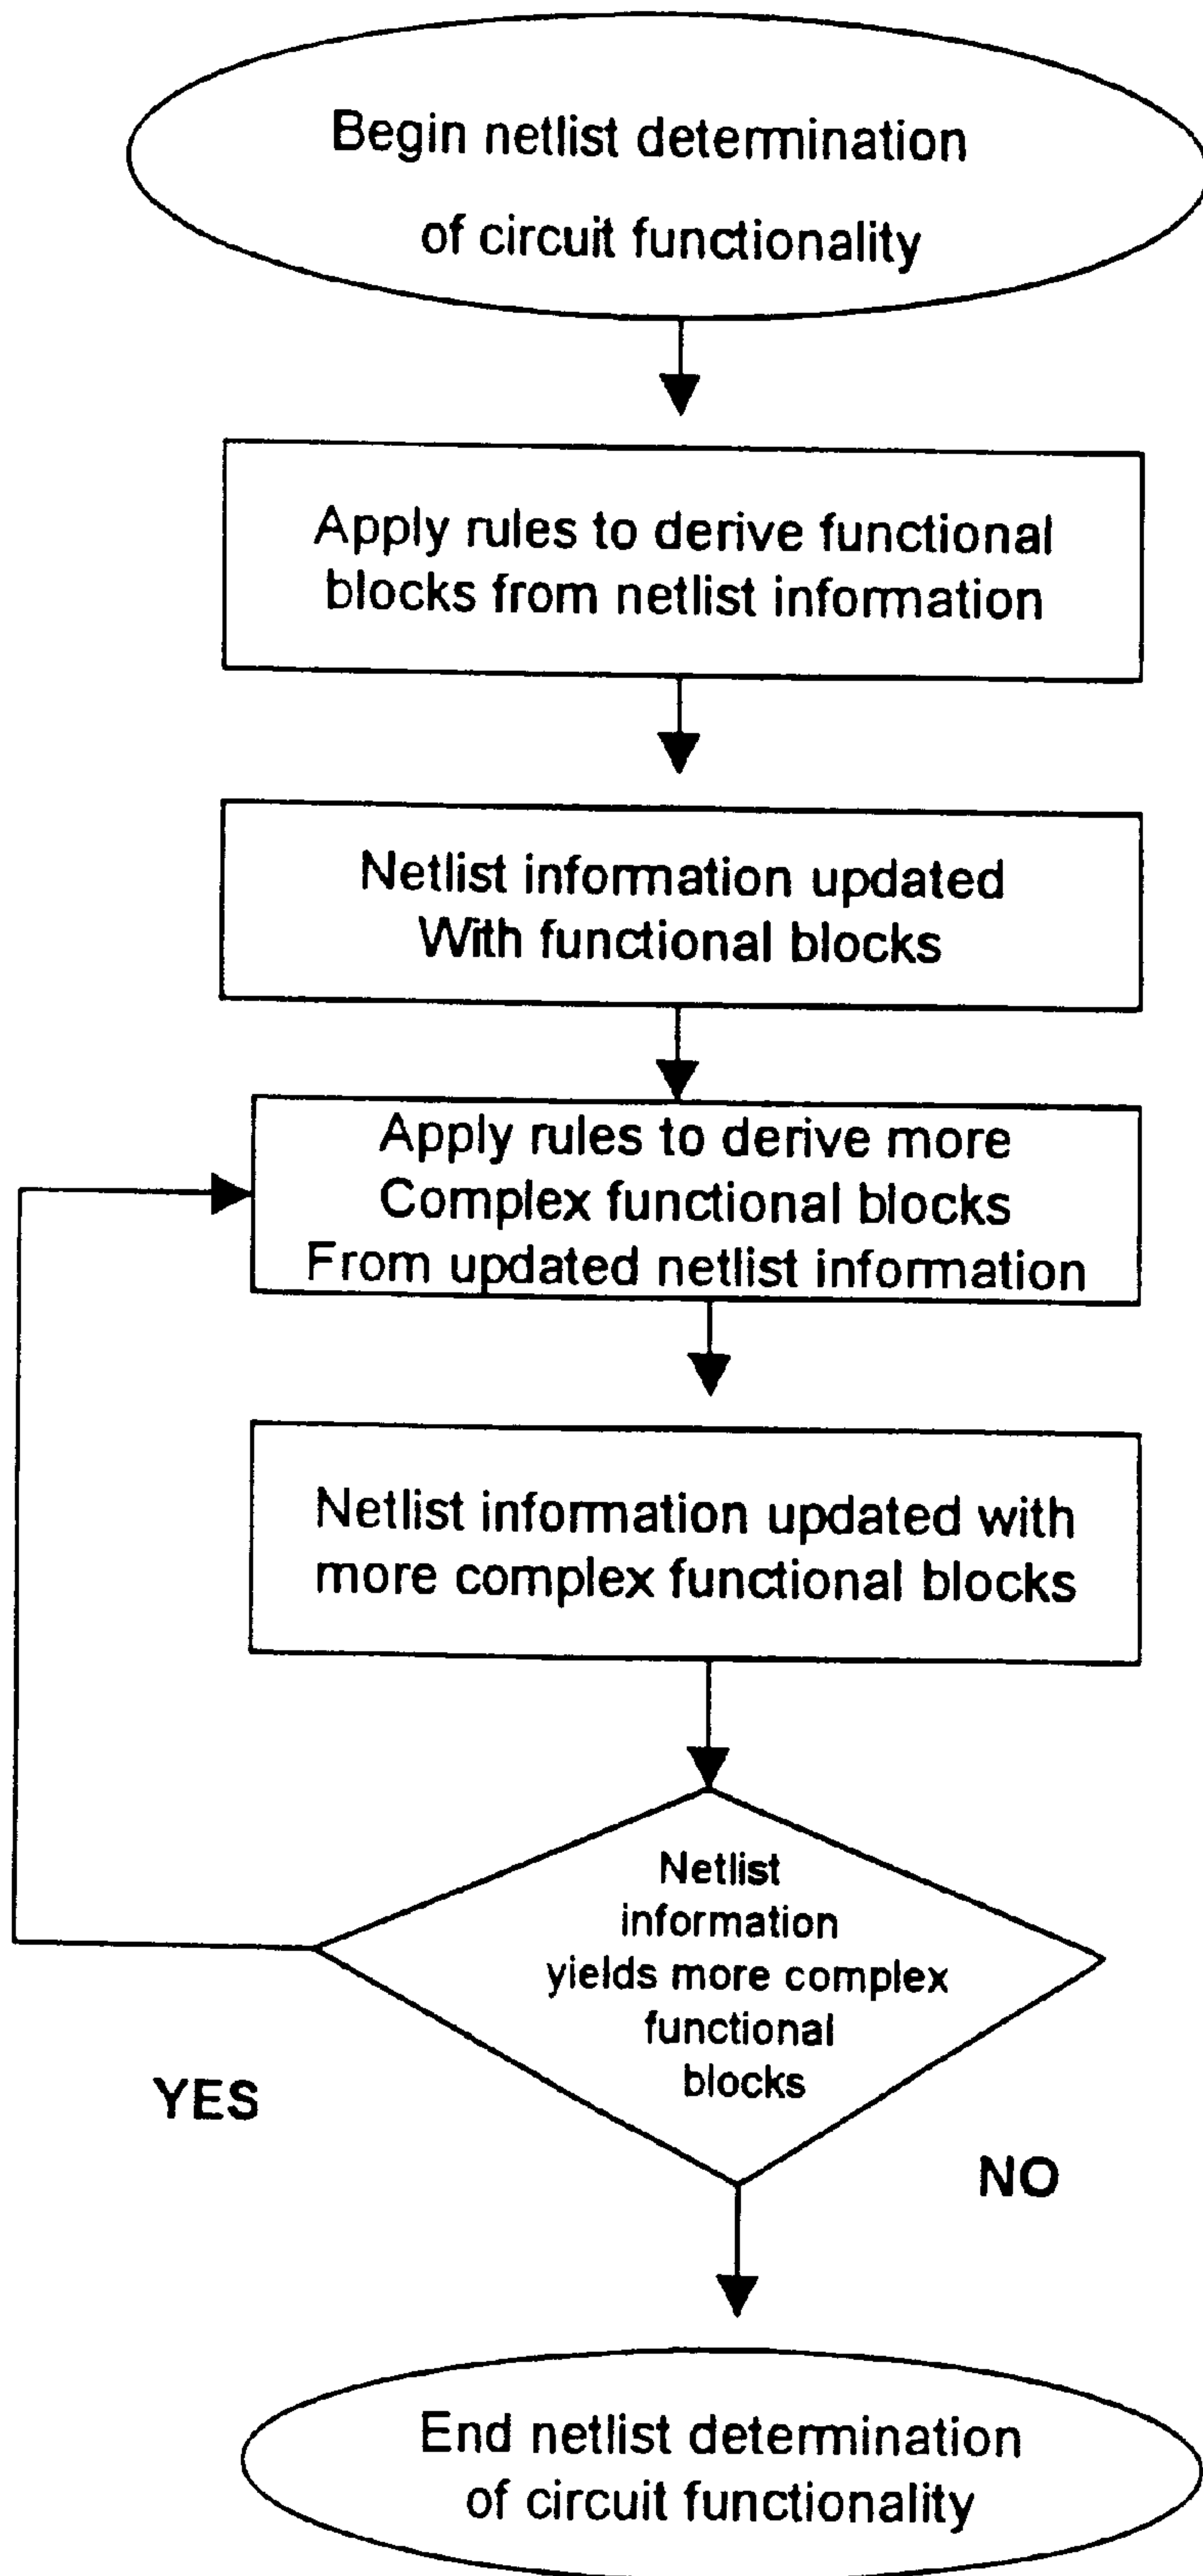 Begin netlist determination
of circuit functionality
Apply rules to derive functional
blocks from netlist information
Netlist information updated
With functional blocks
Apply rules to derive more
Complex functional blocks
From updated netlist information
Netlist information updated with
more complex functional blocks
Netlist
information
yields more complex
functional
blocks
YES
NO
End netlist determination
of circuit functionality